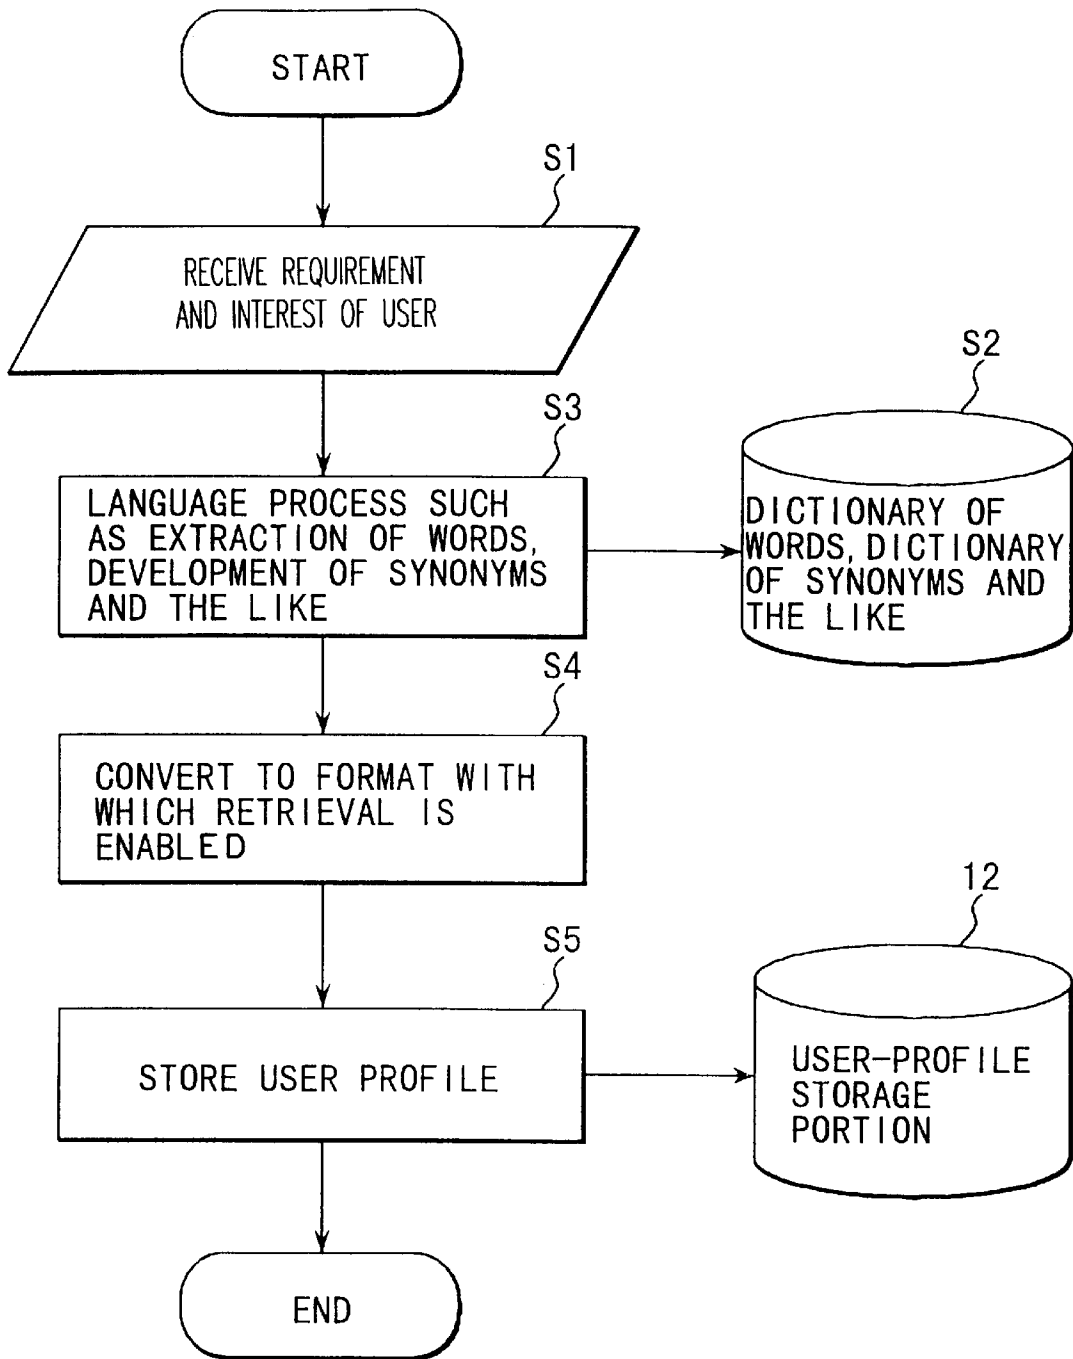 START
S1
RECEIVE REQUIREMENT
AND INTEREST OF USER
S3
LANGUAGE PROCESS SUCH
AS EXTRACTION OF WORDS,
DEVELOPMENT OF SYNONYMS
AND THE LIKE
S2
DICTIONARY OF
WORDS, DICTIONARY
OF SYNONYMS AND
THE LIKE
S4
CONVERT TO FORMAT WITH
WHICH RETRIEVAL IS
ENABLED
S5
STORE USER PROFILE
12
USER-PROFILE
STORAGE
PORTION
END